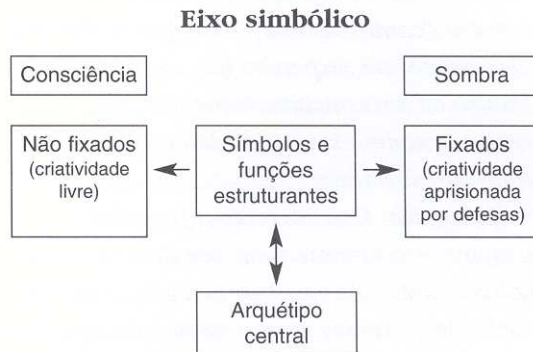 Eixo simbólico
Consciência
Sombra
Não fixados
(criatividade
livre)
Símbolos e
funções
estruturantes
Fixados
(criatividade
aprisionada
por defesas)
Arquétipo
central